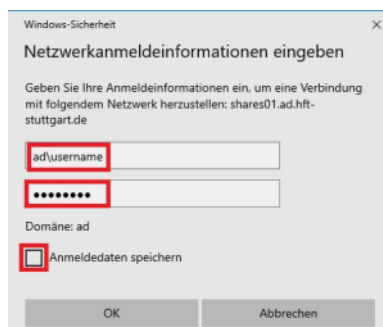 Windows-Sicherheit
Netzwerkanmeldeinformationen eingeben
Geben Sie Ihre Anmeldeinformationen ein, um eine Verbindung
mit folgendem Netzwerk herzustellen: shares01.ad.hft-
stuttgart.de
ad\username
••••••••
Domäne: ad
Anmeldedaten speichern
OK
Abbrechen